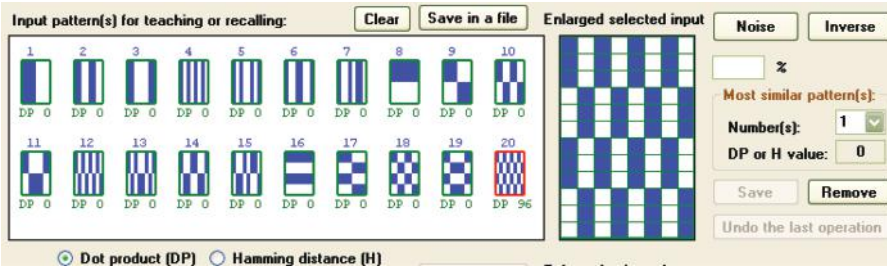 Input pattern(s) for teaching or recalling:
Clear
Save in a file
Enlarged selected input
Noise
Inverse
1 2 3 4 5 6 7 8 9 10
DP 0 DP 0 DP 0 DP 0 DP 0 DP 0 DP 0 DP 0 DP 0 DP 0
%
Most similar pattern(s):
Number(s): 1
DP or H value: 0
11 12 13 14 15 16 17 18 19 20
DP 0 DP 0 DP 0 DP 0 DP 0 DP 0 DP 0 DP 0 DP 0 DP 96
Save
Remove
Undo the last operation
Dot product (DP)
Hamming distance (H)